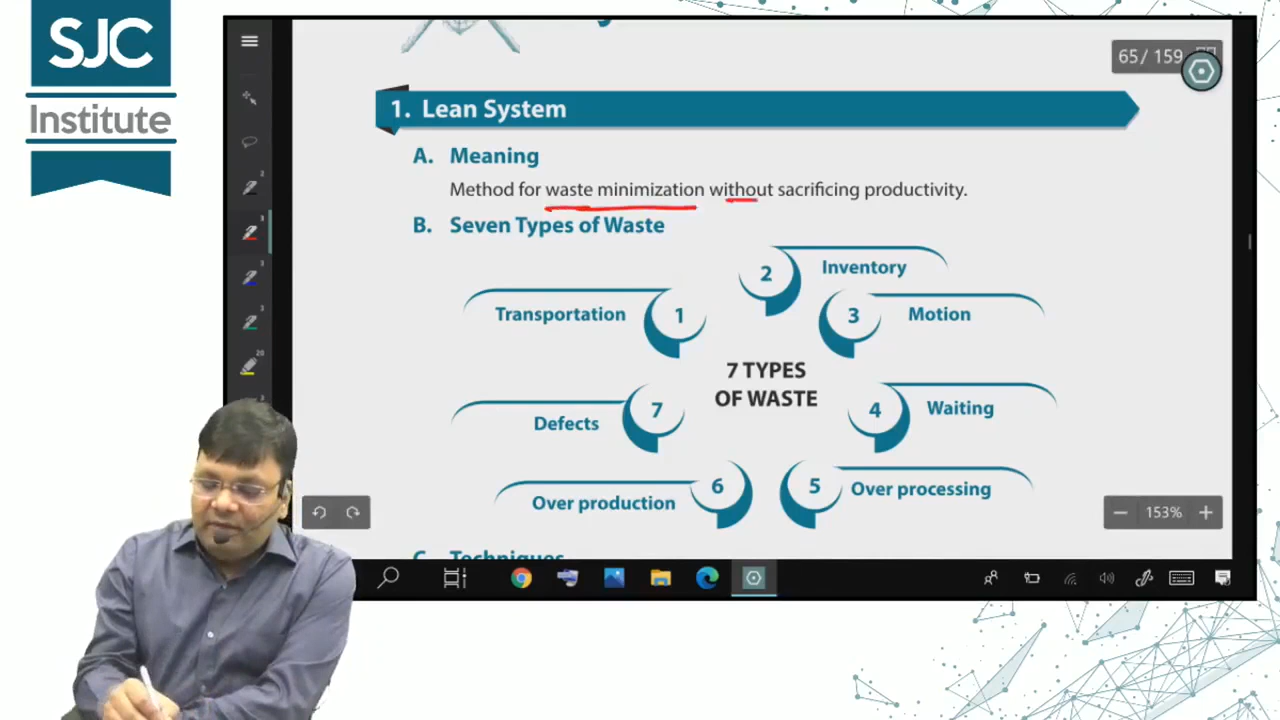 SJC
Institute
65 / 159
1. Lean System
A. Meaning
Method for waste minimization without sacrificing productivity.
B. Seven Types of Waste
2 Inventory
Transportation 1
3 Motion
7 TYPES
OF WASTE
Defects 7
4 Waiting
Over production 6
5 Over processing
153%
C. Techniques